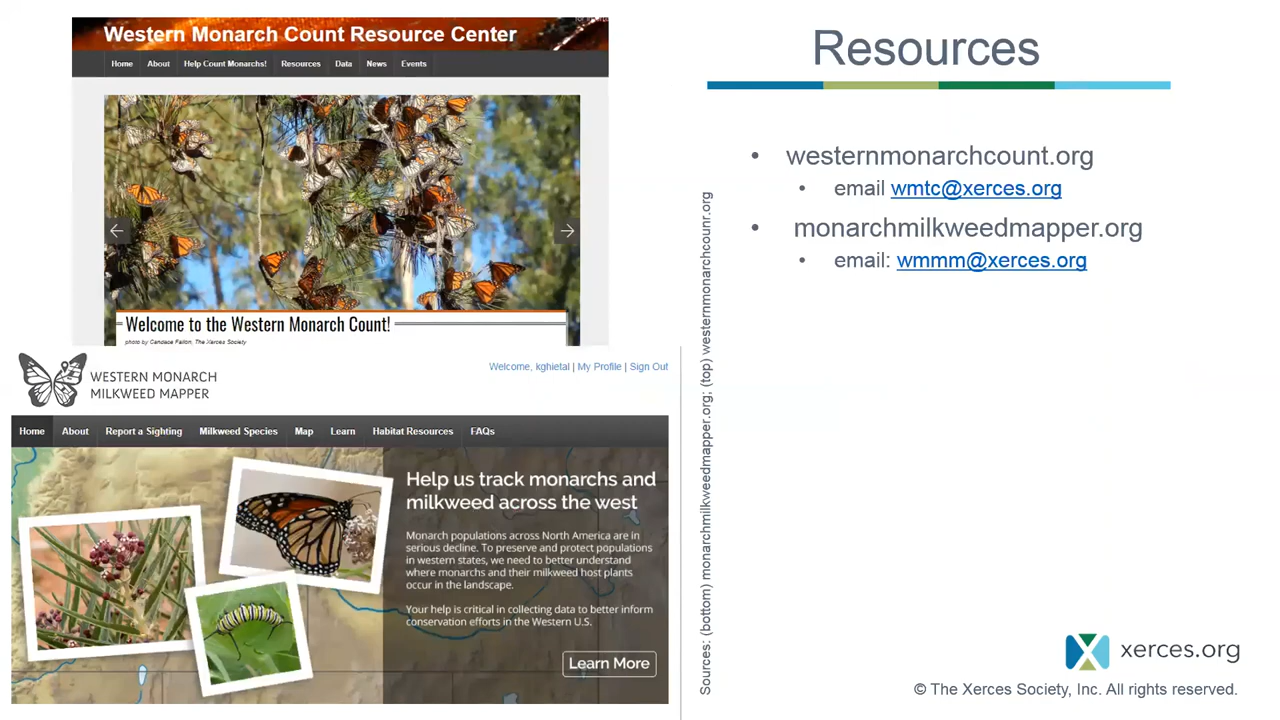 Western Monarch Count Resource Center
Home About Help Count Monarchs! Resources Data News Events
Welcome to the Western Monarch Count!
photo by Candace Fallon, The Xerces Society
WESTERN MONARCH
MILKWEED MAPPER
Welcome, kghietal | My Profile | Sign Out
Home About Report a Sighting Milkweed Species Map Learn Habitat Resources FAQs
Help us track monarchs and
milkweed across the west
Monarch populations across North America are in
serious decline. To preserve and protect populations
in western states, we need to better understand
where monarchs and their milkweed host plants
occur in the landscape.
Your help is critical in collecting data to better inform
conservation efforts in the Western U.S.
Learn More
Sources: (bottom) monarchmilkweedmapper.org; (top) westernmonarchcounr.org
Resources
• westernmonarchcount.org
• email wmtc@xerces.org
• monarchmilkweedmapper.org
• email: wmmm@xerces.org
xerces.org
© The Xerces Society, Inc. All rights reserved.